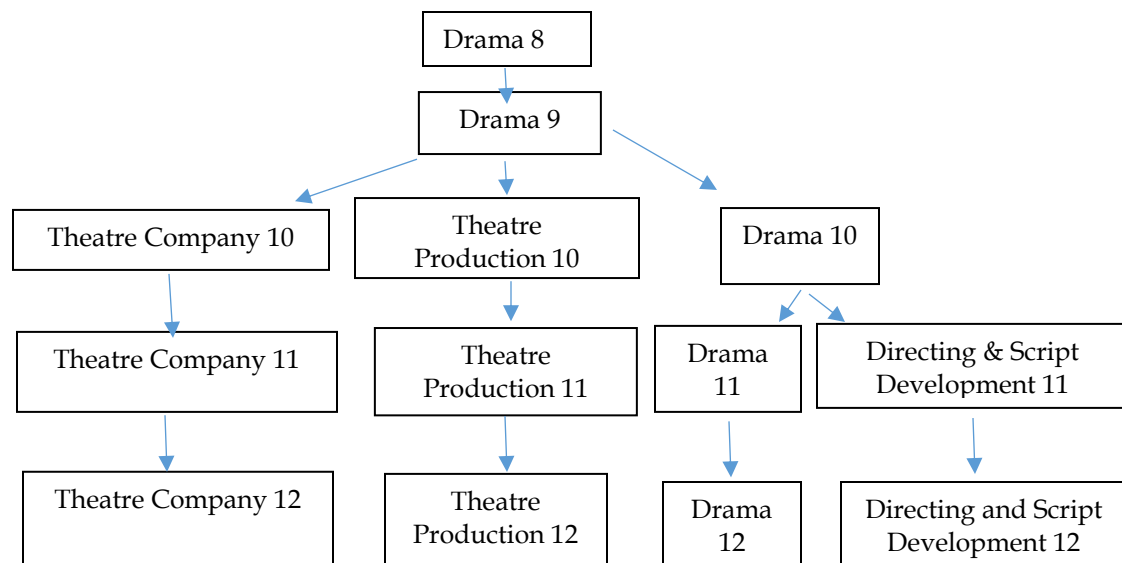 Drama 8
Drama 9
Theatre Company 10
Theatre
Production 10
Drama 10
Theatre Company 11
Theatre
Production 11
Drama
11
Directing & Script
Development 11
Theatre Company 12
Theatre
Production 12
Drama
12
Directing and Script
Development 12